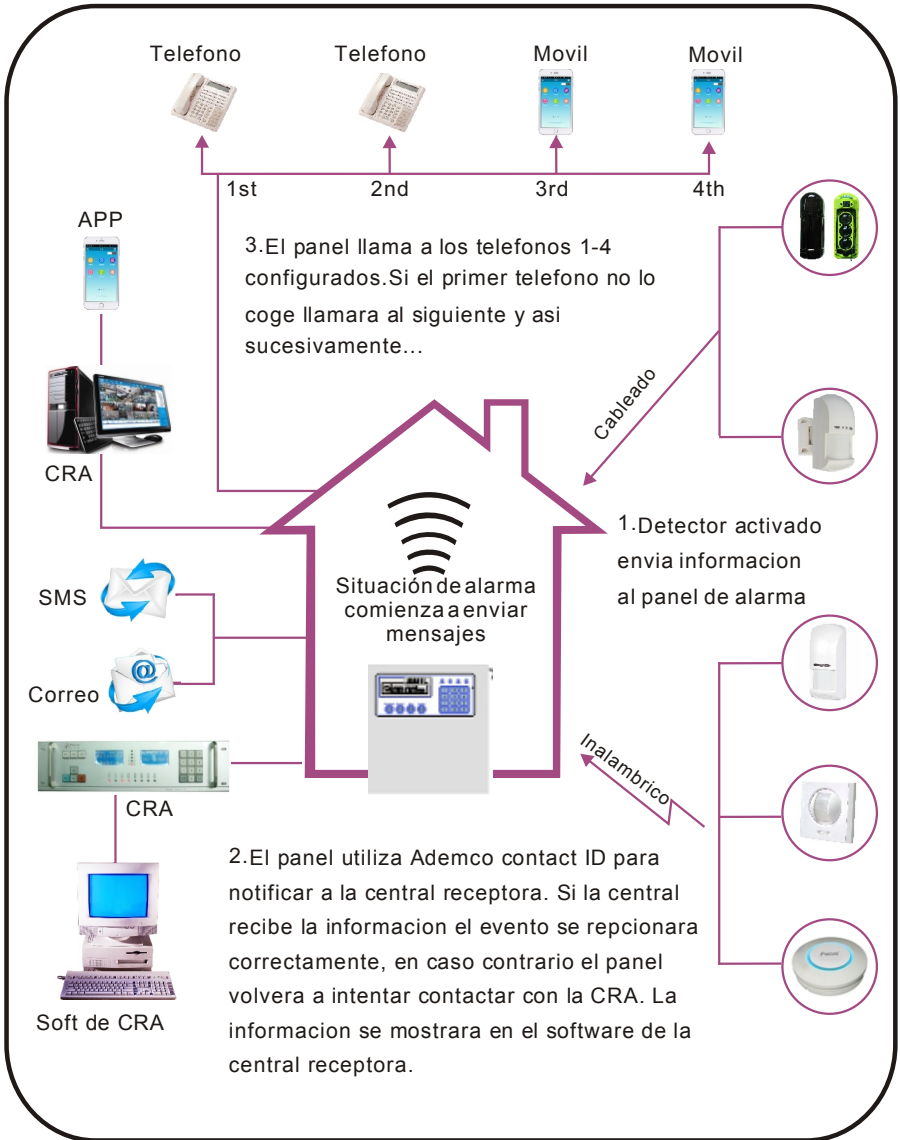 Telefono
Telefono
Movil
Movil
1st
2nd
3rd
4th
APP
3.El panel llama a los telefonos 1-4
configurados.Si el primer telefono no lo
coge llamara al siguiente y asi
sucesivamente...
Cableado
CRA
1.Detector activado
envia informacion
al panel de alarma
Situación de alarma
comienza a enviar
mensajes
SMS
Correo
Inalambrico
CRA
2.El panel utiliza Ademco contact ID para
notificar a la central receptora. Si la central
recibe la informacion el evento se repcionara
correctamente, en caso contrario el panel
volvera a intentar contactar con la CRA. La
informacion se mostrara en el software de la
central receptora.
Soft de CRA